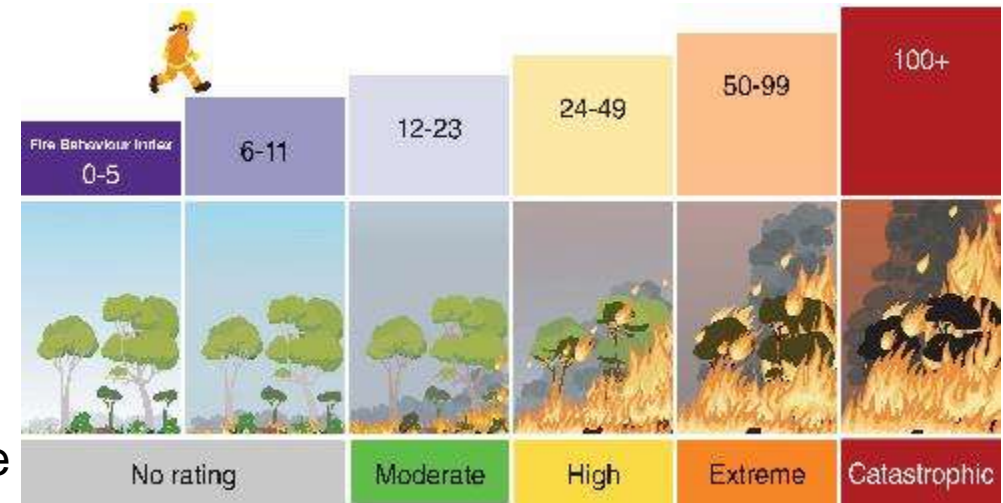 Fire Behaviour Index
0-5
6-11
12-23
24-49
50-99
100+
e
No rating
Moderate
High
Extreme
Catastrophic